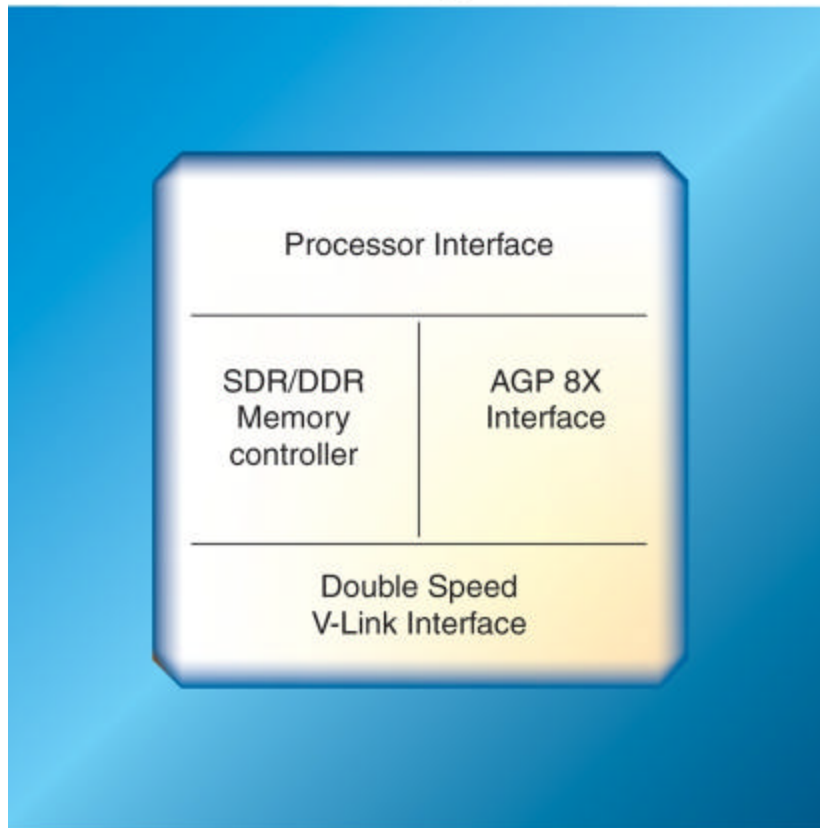 Processor Interface
SDR/DDR
Memory
controller
AGP 8X
Interface
Double Speed
V-Link Interface